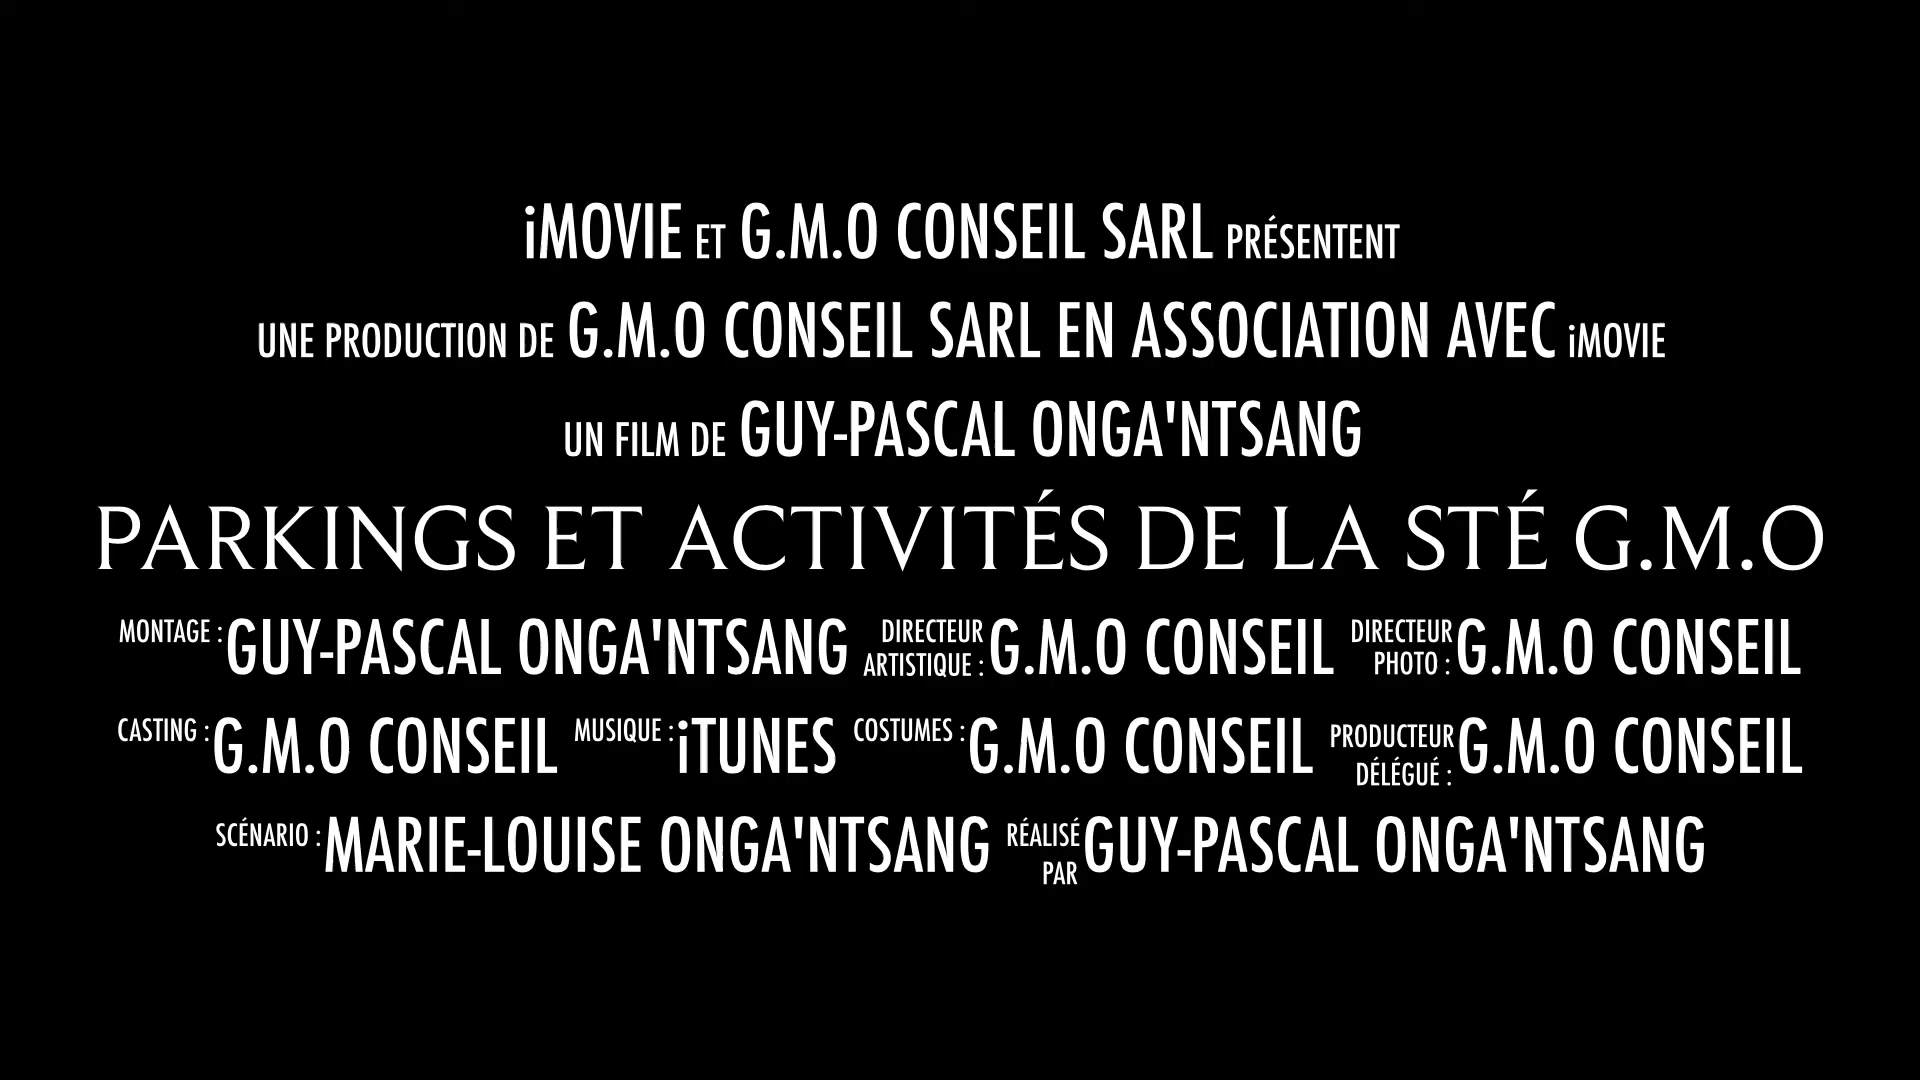 iMOVIE ET G.M.O CONSEIL SARL PRÉSENTENT
UNE PRODUCTION DE G.M.O CONSEIL SARL EN ASSOCIATION AVEC iMOVIE
UN FILM DE GUY-PASCAL ONGA'NTSANG
PARKINGS ET ACTIVITÉS DE LA STÉ G.M.O
MONTAGE : GUY-PASCAL ONGA'NTSANG DIRECTEUR ARTISTIQUE : G.M.O CONSEIL DIRECTEUR PHOTO : G.M.O CONSEIL
CASTING : G.M.O CONSEIL MUSIQUE : iTUNES COSTUMES : G.M.O CONSEIL PRODUCTEUR DÉLÉGUÉ : G.M.O CONSEIL
SCÉNARIO : MARIE-LOUISE ONGA'NTSANG RÉALISÉ PAR GUY-PASCAL ONGA'NTSANG